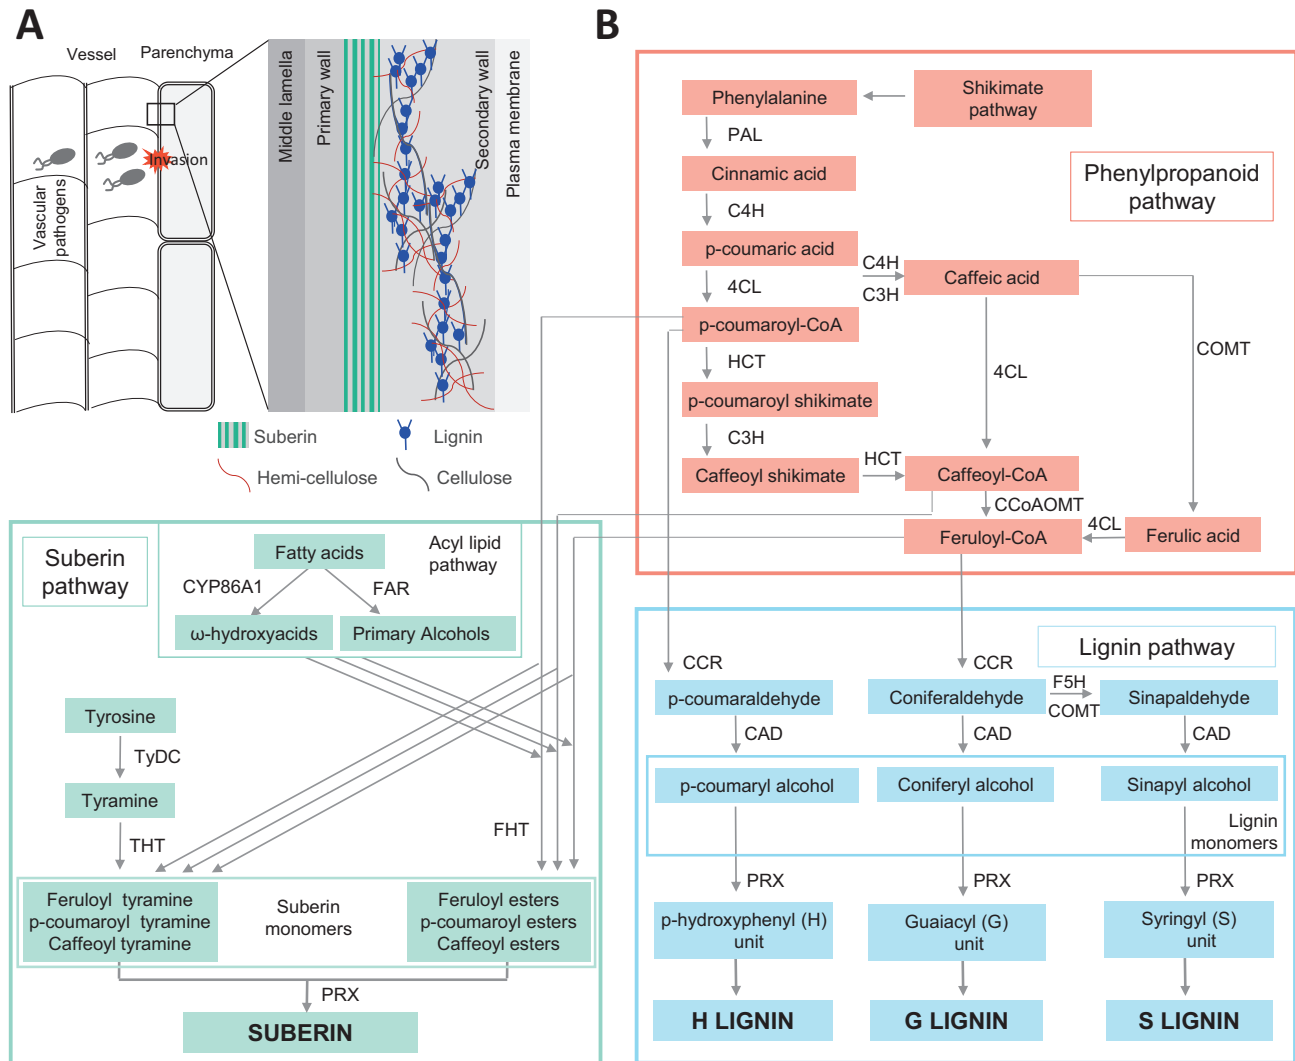 A
Vessel
Parenchyma
Invasion
Vascular
pathogens
Middle lamella
Primary wall
Secondary wall
Plasma membrane
Suberin
Lignin
Hemi-cellulose
Cellulose
B
Phenylpropanoid
pathway
Shikimate
pathway
Phenylalanine
PAL
Cinnamic acid
C4H
p-coumaric acid
C4H
C3H
Caffeic acid
4CL
p-coumaroyl-CoA
HCT
4CL
COMT
p-coumaroyl shikimate
C3H
Caffeoyl shikimate
HCT
Caffeoyl-CoA
CCoAOMT
Feruloyl-CoA
4CL
Ferulic acid
Suberin
pathway
Fatty acids
Acyl lipid
pathway
CYP86A1
FAR
ω-hydroxyacids
Primary Alcohols
Tyrosine
TyDC
Tyramine
THT
FHT
Feruloyl tyramine
p-coumaroyl tyramine
Caffeoyl tyramine
Suberin
monomers
Feruloyl esters
p-coumaroyl esters
Caffeoyl esters
PRX
SUBERIN
Lignin pathway
CCR
CCR
p-coumaraldehyde
Coniferaldehyde
F5H
COMT
Sinapaldehyde
CAD
CAD
CAD
p-coumaryl alcohol
Coniferyl alcohol
Sinapyl alcohol
Lignin
monomers
PRX
PRX
PRX
p-hydroxyphenyl (H)
unit
Guaiacyl (G)
unit
Syringyl (S)
unit
H LIGNIN
G LIGNIN
S LIGNIN